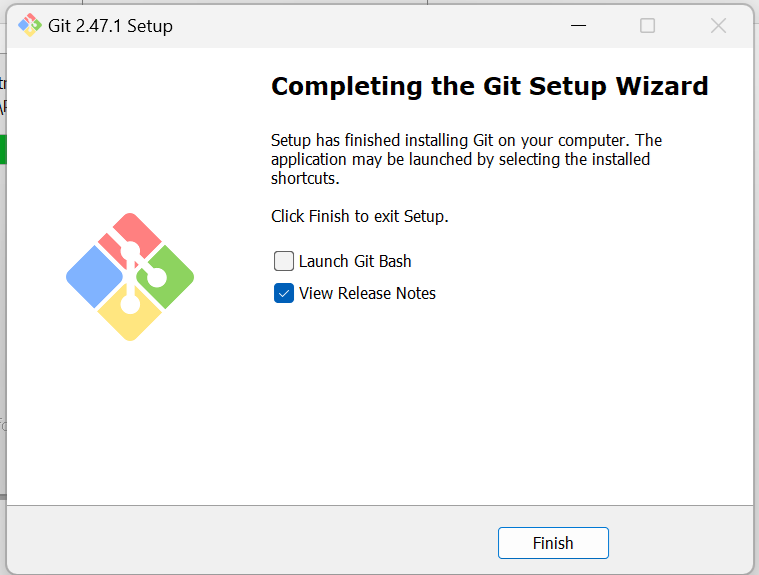 Git 2.47.1 Setup
Completing the Git Setup Wizard
Setup has finished installing Git on your computer. The
application may be launched by selecting the installed
shortcuts.
Click Finish to exit Setup.
Launch Git Bash
View Release Notes
Finish